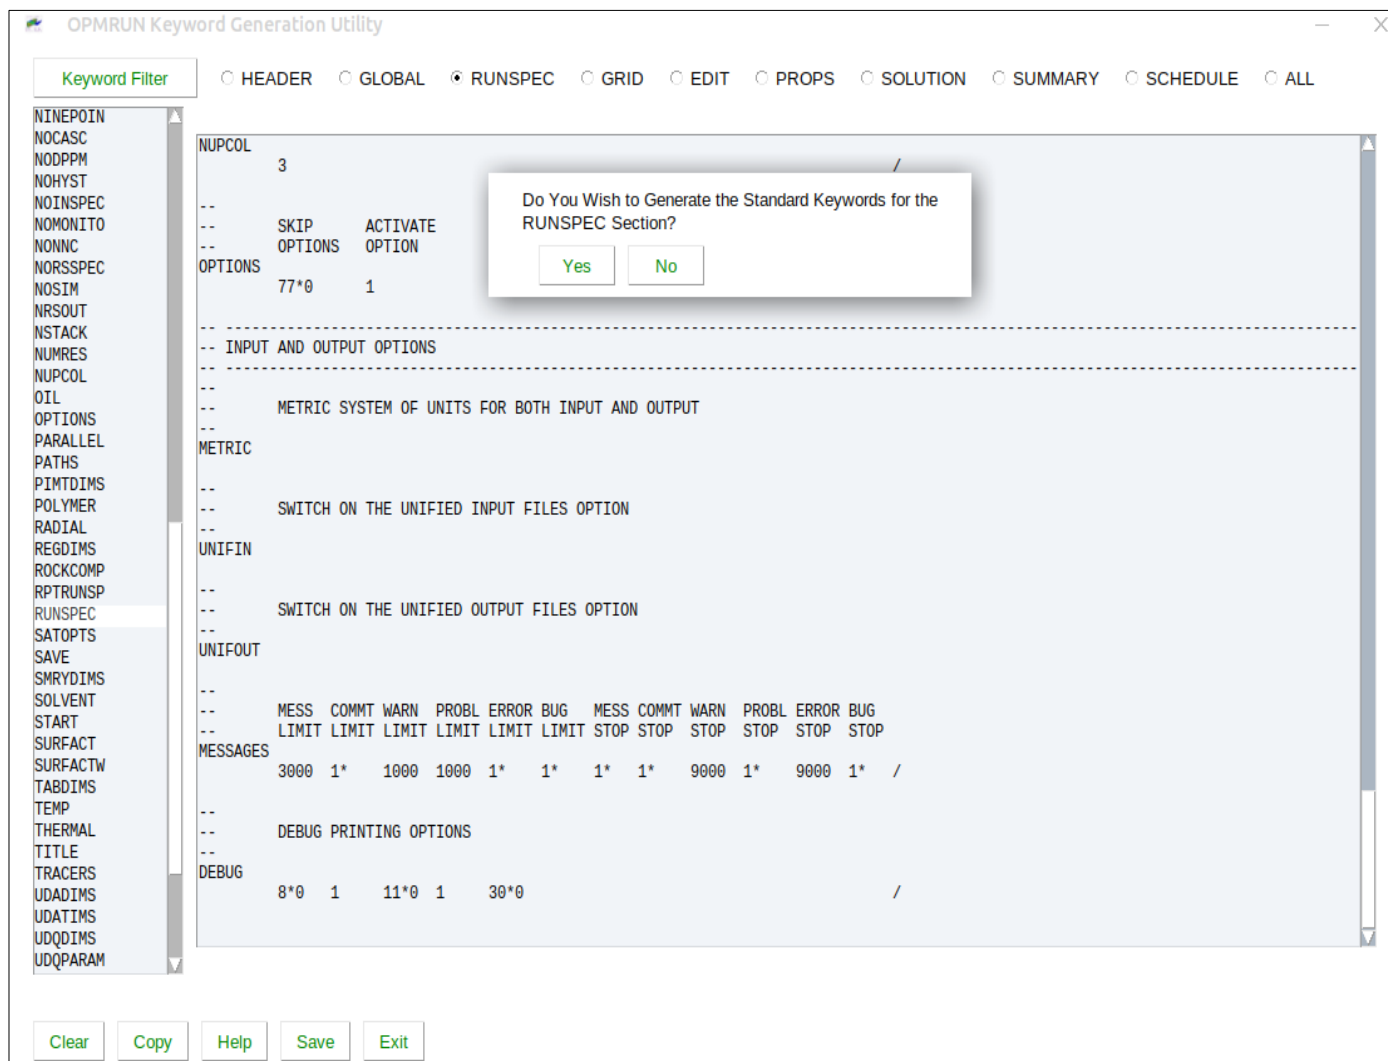 OPMRUN Keyword Generation Utility
Keyword Filter
HEADER GLOBAL RUNSPEC GRID EDIT PROPS SOLUTION SUMMARY SCHEDULE ALL
NINEPOIN
NOCASC
NODPPM
NOHYST
NOINSPEC
NOMONITO
NONNC
NORSSPEC
NOSIM
NRSOUT
NSTACK
NUMRES
NUPCOL
OIL
OPTIONS
PARALLEL
PATHS
PIMTDIMS
POLYMER
RADIAL
REGDIMS
ROCKCOMP
RPTRUNSP
RUNSPEC
SATOPTS
SAVE
SMRYDIMS
SOLVENT
START
SURFACT
SURFACTW
TABDIMS
TEMP
THERMAL
TITLE
TRACERS
UDADIMS
UDATIMS
UDQDIMS
UDQPARAM
NUPCOL
3 /
--
-- SKIP ACTIVATE
-- OPTIONS OPTION
OPTIONS
77*0 1
Do You Wish to Generate the Standard Keywords for the
RUNSPEC Section?
Yes No
-- --------------------------------------------------------------------------------------------------------------------------------
-- INPUT AND OUTPUT OPTIONS
-- --------------------------------------------------------------------------------------------------------------------------------
--
-- METRIC SYSTEM OF UNITS FOR BOTH INPUT AND OUTPUT
--
METRIC
--
-- SWITCH ON THE UNIFIED INPUT FILES OPTION
--
UNIFIN
--
-- SWITCH ON THE UNIFIED OUTPUT FILES OPTION
--
UNIFOUT
--
-- MESS COMMT WARN PROBL ERROR BUG MESS COMMT WARN PROBL ERROR BUG
-- LIMIT LIMIT LIMIT LIMIT LIMIT LIMIT STOP STOP STOP STOP STOP STOP
MESSAGES
3000 1* 1000 1000 1* 1* 1* 1* 9000 1* 9000 1* /
--
-- DEBUG PRINTING OPTIONS
--
DEBUG
8*0 1 11*0 1 30*0 /
Clear Copy Help Save Exit